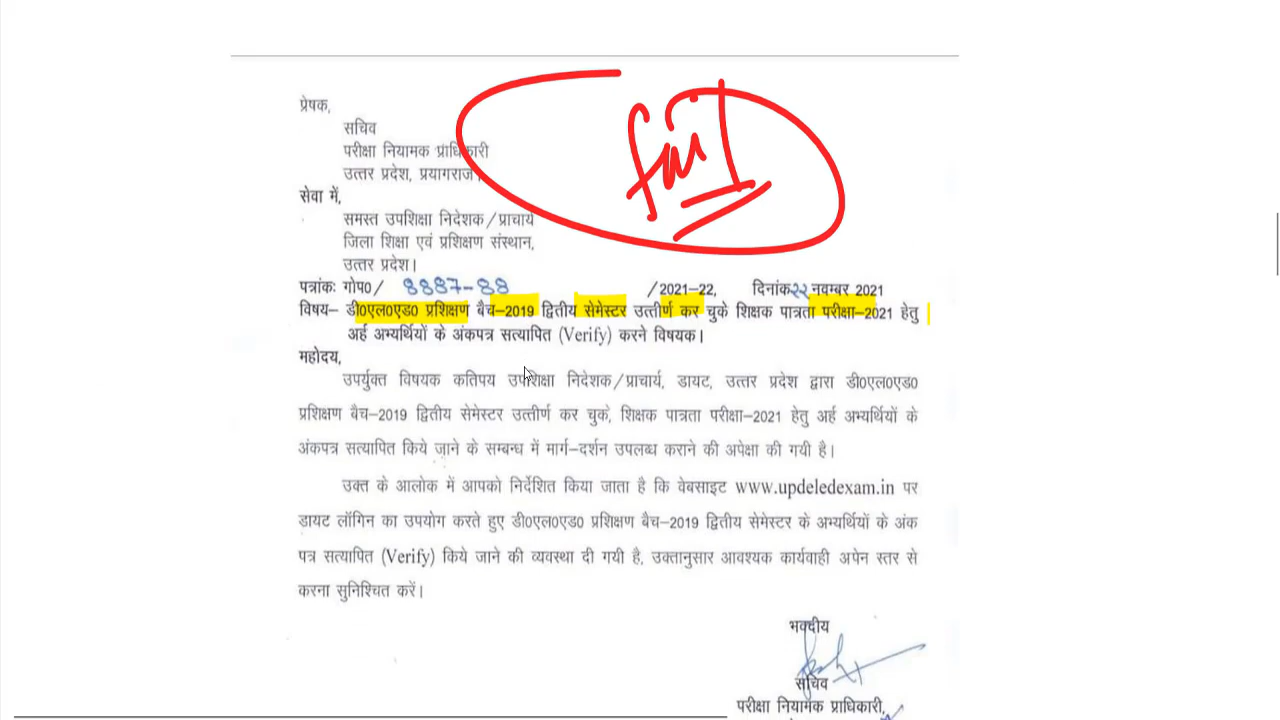 प्रेषक,
fail
सचिव
परीक्षा नियामक प्राधिकारी
उत्तर प्रदेश, प्रयागराज।
सेवा में,
समस्त उपशिक्षा निदेशक/प्राचार्य
जिला शिक्षा एवं प्रशिक्षण संस्थान,
उत्तर प्रदेश।
पत्रांकः गोप0/ 8887-88 /2021-22, दिनांक 22 नवम्बर 2021
विषय– डी0एल0एड0 प्रशिक्षण बैच–2019 द्वितीय सेमेस्टर उत्तीर्ण कर चुके शिक्षक पात्रता परीक्षा–2021 हेतु
अर्ह अभ्यर्थियों के अंकपत्र सत्यापित (Verify) करने विषयक।
महोदय,
उपर्युक्त विषयक कतिपय उपशिक्षा निदेशक/प्राचार्य, डायट, उत्तर प्रदेश द्वारा डी0एल0एड0
प्रशिक्षण बैच–2019 द्वितीय सेमेस्टर उत्तीर्ण कर चुके, शिक्षक पात्रता परीक्षा–2021 हेतु अर्ह अभ्यर्थियों के
अंकपत्र सत्यापित किये जाने के सम्बन्ध में मार्ग–दर्शन उपलब्ध कराने की अपेक्षा की गयी है।
उक्त के आलोक में आपको निर्देशित किया जाता है कि वेबसाइट www.updeledexam.in पर
डायट लॉगिन का उपयोग करते हुए डी0एल0एड0 प्रशिक्षण बैच–2019 द्वितीय सेमेस्टर के अभ्यर्थियों के अंक
पत्र सत्यापित (Verify) किये जाने की व्यवस्था दी गयी है, उक्तानुसार आवश्यक कार्यवाही अपेन स्तर से
करना सुनिश्चित करें।
भवदीय
सचिव
परीक्षा नियामक प्राधिकारी,